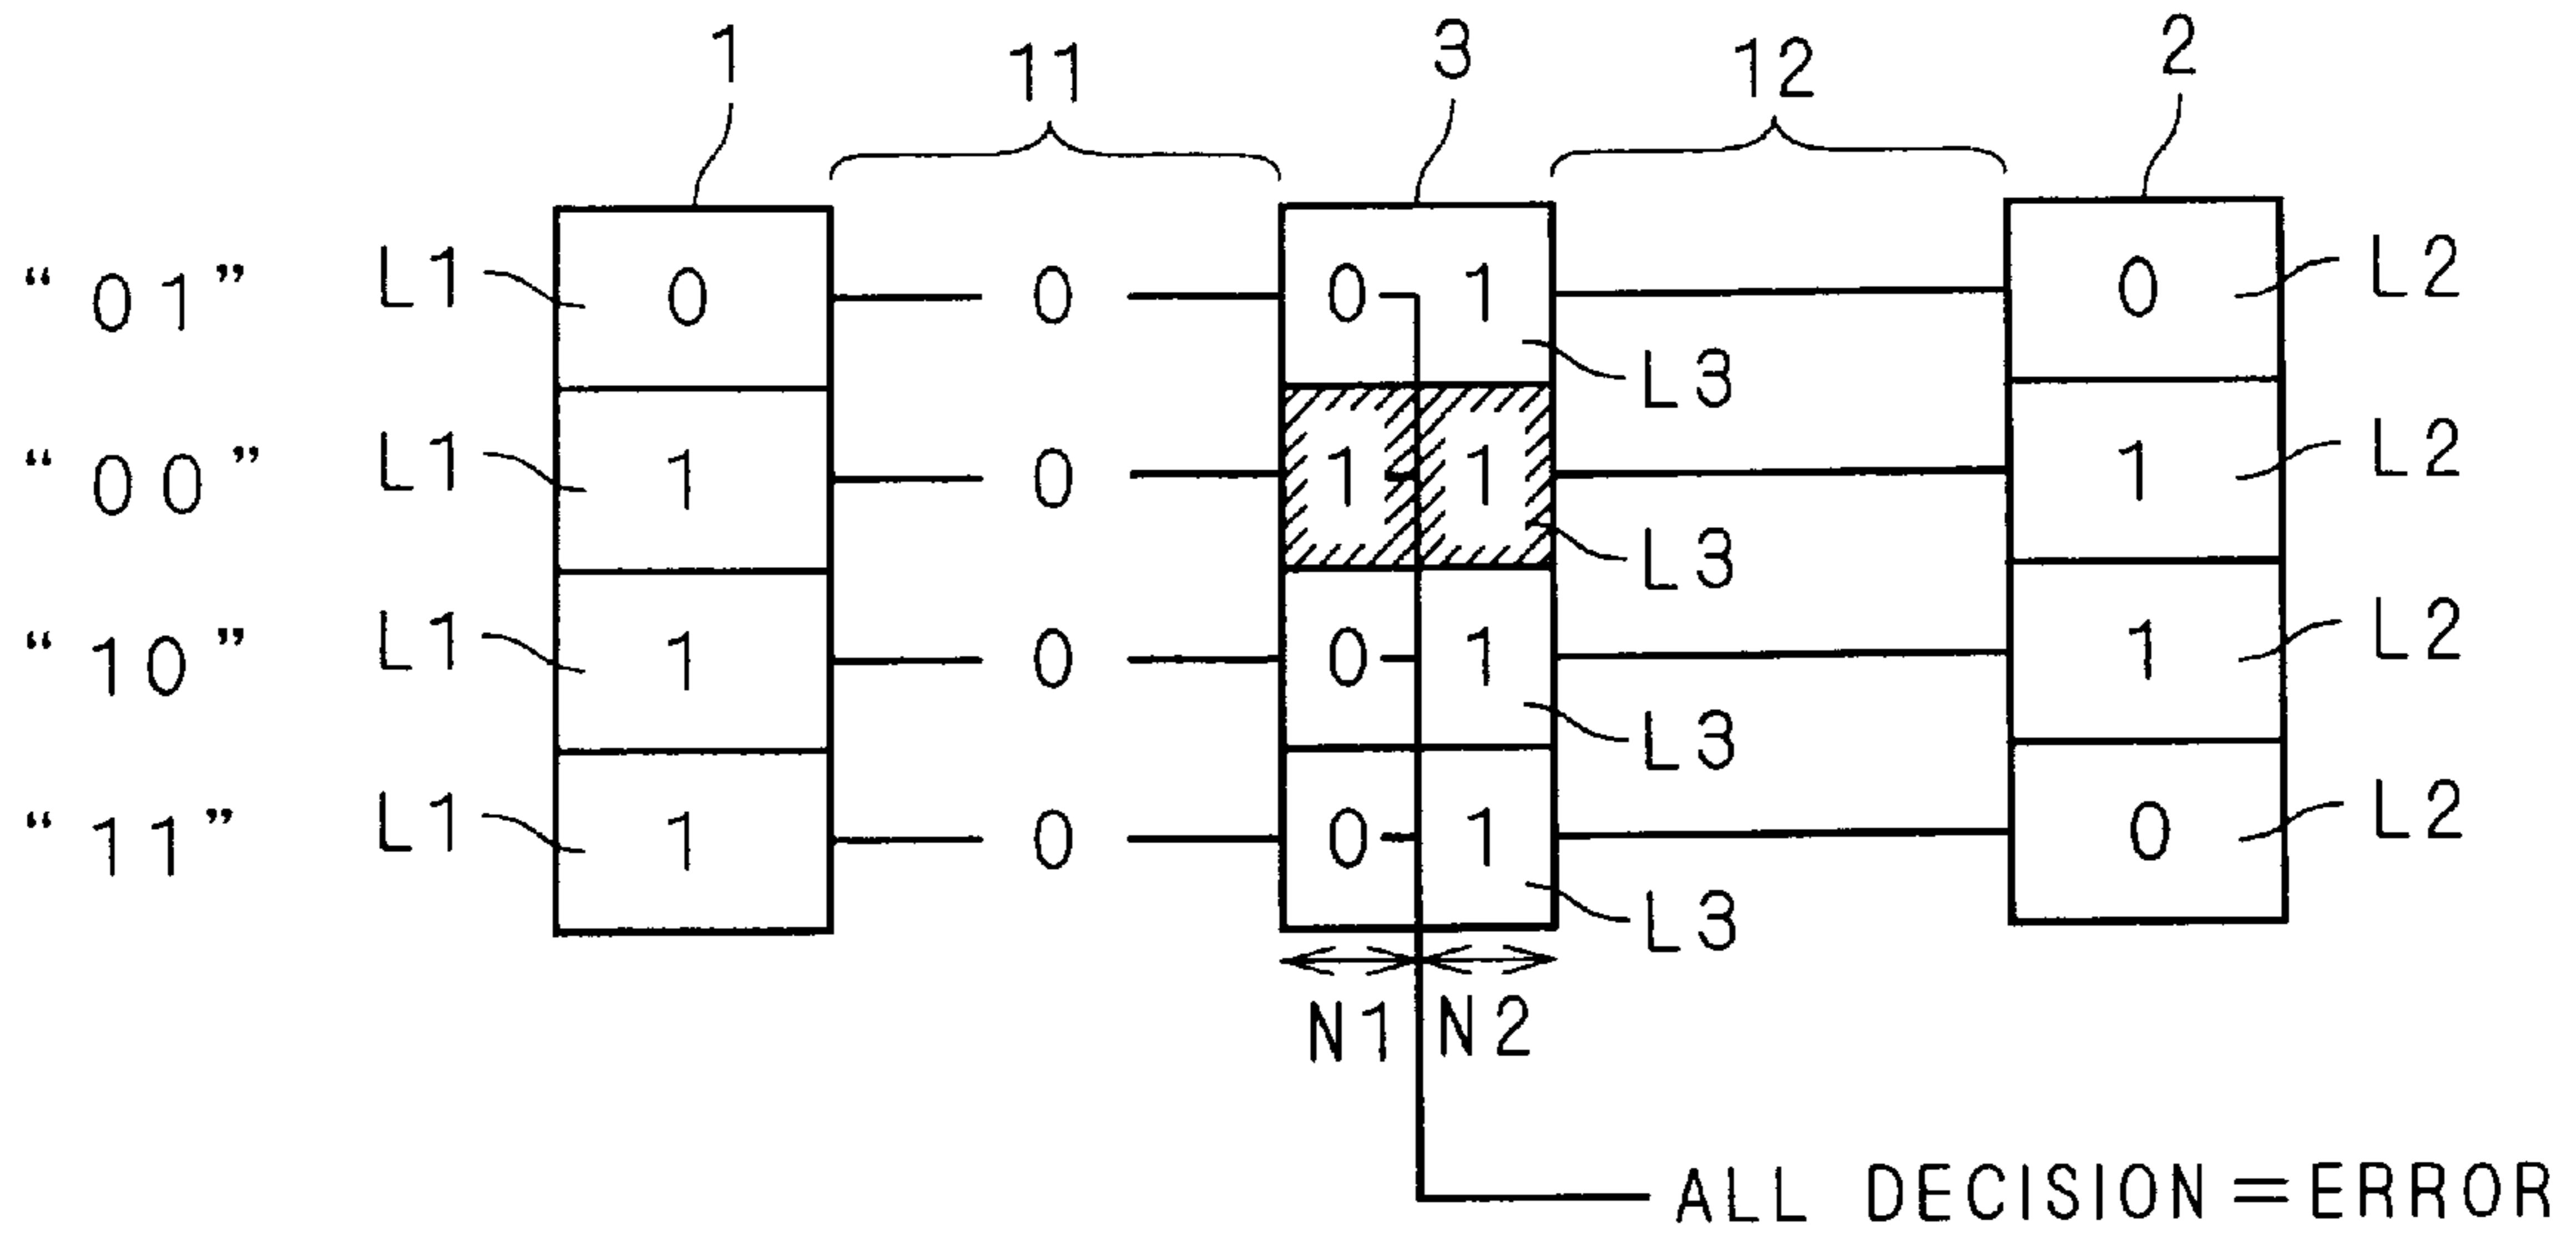 1 11 3 12 2
“01” L1 0 0 0 1 0 L2
L3
“00” L1 1 0 1 1 1 L2
L3
“10” L1 1 0 0 1 1 L2
L3
“11” L1 1 0 0 1 0 L2
L3
N1 N2
ALL DECISION=ERROR